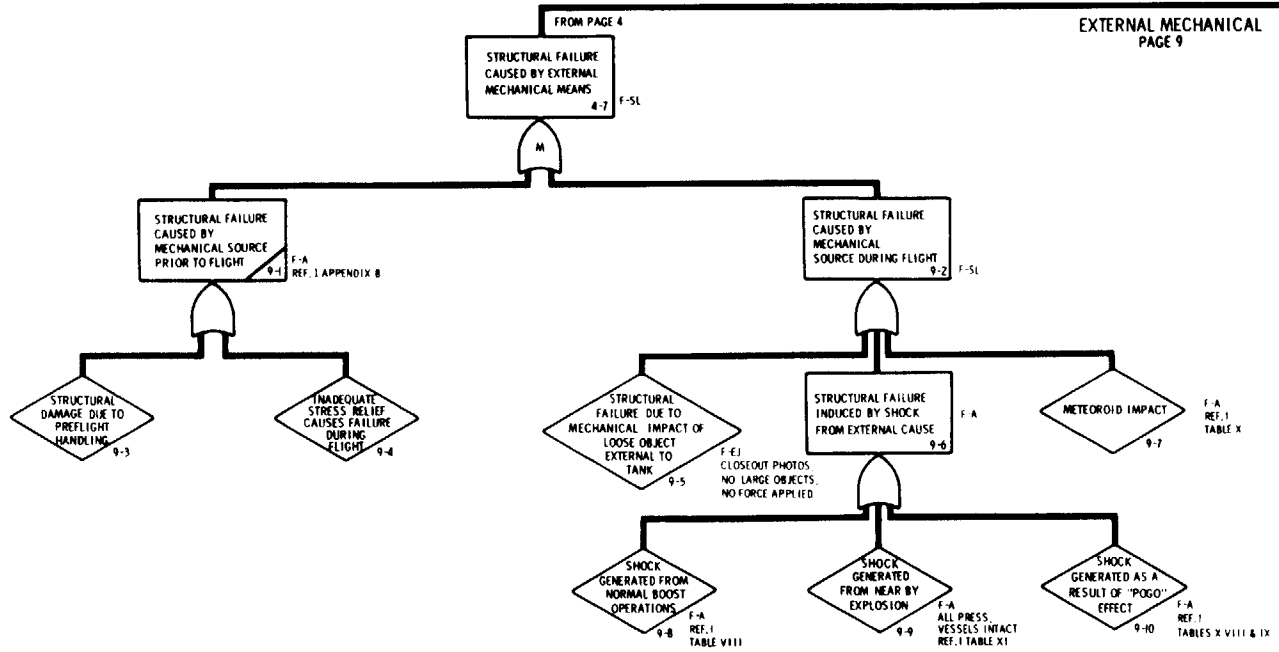 FROM PAGE 4
EXTERNAL MECHANICAL
PAGE 9
STRUCTURAL FAILURE
CAUSED BY EXTERNAL
MECHANICAL MEANS
4-7
F-SL
M
STRUCTURAL FAILURE
CAUSED BY
MECHANICAL SOURCE
PRIOR TO FLIGHT
9-1
F-A
REF. 1 APPENDIX B
STRUCTURAL FAILURE
CAUSED BY
MECHANICAL
SOURCE DURING FLIGHT
9-2
F-SL
STRUCTURAL
DAMAGE DUE TO
PREFLIGHT
HANDLING
9-3
INADEQUATE
STRESS RELIEF
CAUSES FAILURE
DURING
FLIGHT
9-4
STRUCTURAL
FAILURE DUE TO
MECHANICAL IMPACT OF
LOOSE OBJECT
EXTERNAL TO
TANK
9-5
F-EJ
CLOSEOUT PHOTOS,
NO LARGE OBJECTS,
NO FORCE APPLIED
STRUCTURAL FAILURE
INDUCED BY SHOCK
FROM EXTERNAL CAUSE
9-6
F-A
METEOROID IMPACT
9-7
F-A
REF. 1
TABLE X
SHOCK
GENERATED FROM
NORMAL BOOST
OPERATIONS
9-8
F-A
REF. 1
TABLE VIII
SHOCK
GENERATED
FROM NEAR BY
EXPLOSION
9-9
F-A
ALL PRESS.
VESSELS INTACT
REF. 1 TABLE XI
SHOCK
GENERATED AS A
RESULT OF "POGO"
EFFECT
9-10
F-A
REF. 1
TABLES X VIII & IX